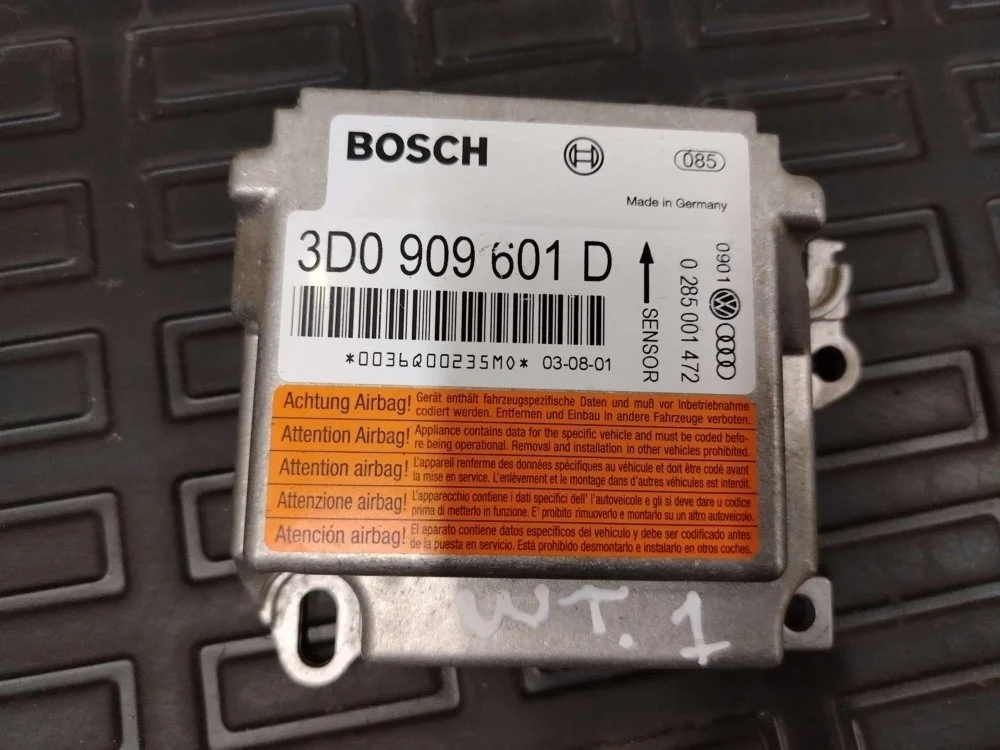 BOSCH
085
Made in Germany
3D0 909 601 D
*0036Q00235M0* 03-08-01
SENSOR
0 285 001 472
0901
Achtung Airbag! Gerät enthält fahrzeugspezifische Daten und muß vor Inbetriebnahme
codiert werden. Entfernen und Einbau in andere Fahrzeuge verboten.
Attention Airbag! Appliance contains data for the specific vehicle and must be coded befo-
re being operational. Removal and installation in other vehicles prohibited.
Attention airbag! L'appareil renferme des données spécifiques au véhicule et doit être codé avant
la mise en service. L'enlèvement et le montage dans d'autres véhicules est interdit.
Attenzione airbag! L'apparecchio contiene i dati specifici dell' l'autoveicole e gli si deve dare u codice
prima di metterlo in funzione. E' proibito rimuoverlo e montarlo su un altro autoveicolo.
Atención airbag! El aparato contiene datos específicos del vehículo y debe ser codificado antes
de la puesta en servicio. Está prohibido desmontarlo e instalarlo en otros coches.
WT. 1